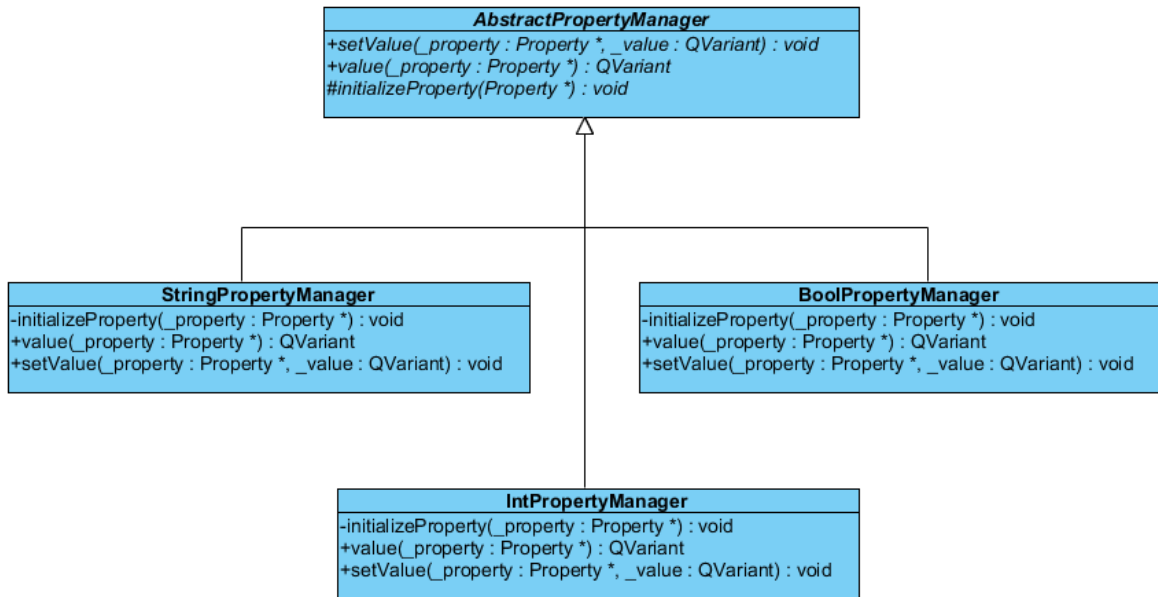 AbstractPropertyManager
+setValue(_property : Property *, _value : QVariant) : void
+value(_property : Property *) : QVariant
#initializeProperty(Property *) : void
StringPropertyManager
-initializeProperty(_property : Property *) : void
+value(_property : Property *) : QVariant
+setValue(_property : Property *, _value : QVariant) : void
BoolPropertyManager
-initializeProperty(_property : Property *) : void
+value(_property : Property *) : QVariant
+setValue(_property : Property *, _value : QVariant) : void
IntPropertyManager
-initializeProperty(_property : Property *) : void
+value(_property : Property *) : QVariant
+setValue(_property : Property *, _value : QVariant) : void